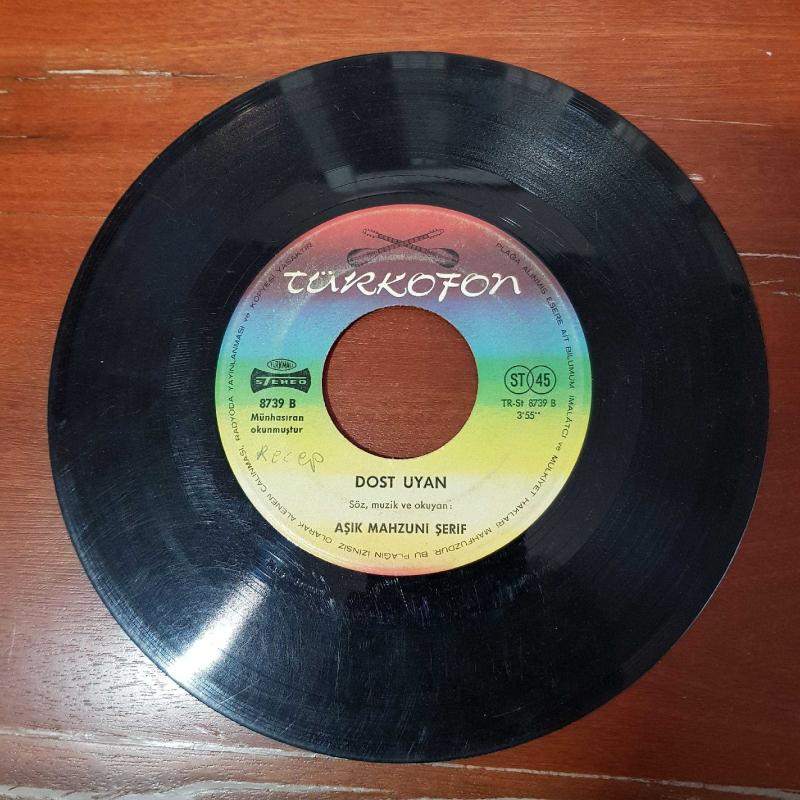 TÜRKOFON
TÜRKMALI
STEREO
8739 B
Münhasıran
okunmuştur
Recep
ST 45
TR-St 8739 B
3'55''
DOST UYAN
Söz, muzik ve okuyan:
AŞIK MAHZUNİ ŞERİF
PLAĞA ALINMIŞ ESERE AİT BİLUMUM İMALATCI ve MÜLKİYET HAKLARI MAHFUZDUR. BU PLAĞIN İZİNSİZ OLARAK ALENEN ÇALINMASI, RADYODA YAYINLANMASI ve KOPYESİ YASAKTIR